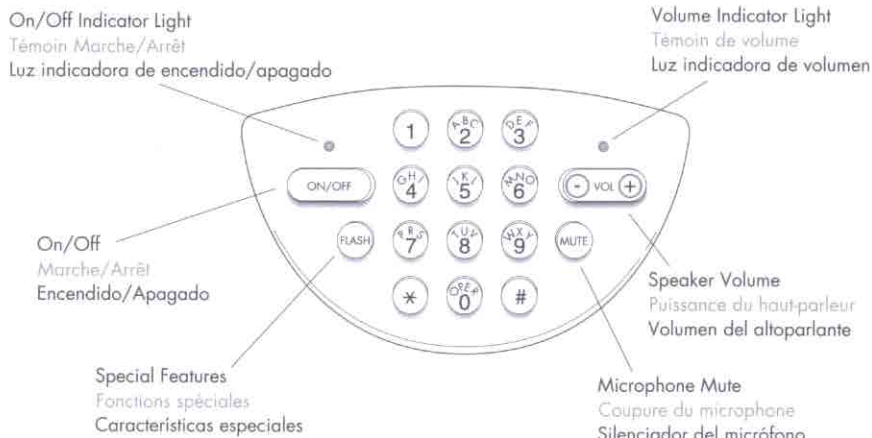 On/Off Indicator Light
Témoin Marche/Arrêt
Luz indicadora de encendido/apagado
Volume Indicator Light
Témoin de volume
Luz indicadora de volumen
1
ABC 2
DEF 3
ON/OFF
GHI 4
JKL 5
MNO 6
- VOL +
FLASH
PRS 7
TUV 8
WXY 9
MUTE
*
OPER 0
#
On/Off
Marche/Arrêt
Encendido/Apagado
Speaker Volume
Puissance du haut-parleur
Volumen del altoparlante
Special Features
Fonctions spéciales
Características especiales
Microphone Mute
Coupure du microphone
Silenciador del micrófono